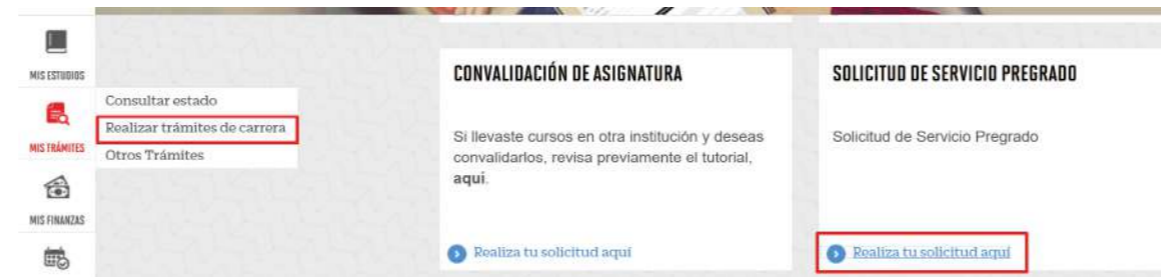 MIS ESTUDIOS
MIS TRÁMITES
MIS FINANZAS
Consultar estado
Realizar trámites de carrera
Otros Trámites
CONVALIDACIÓN DE ASIGNATURA
Si llevaste cursos en otra institución y deseas
convalidarlos, revisa previamente el tutorial,
aquí.
Realiza tu solicitud aquí
SOLICITUD DE SERVICIO PREGRADO
Solicitud de Servicio Pregrado
Realiza tu solicitud aquí